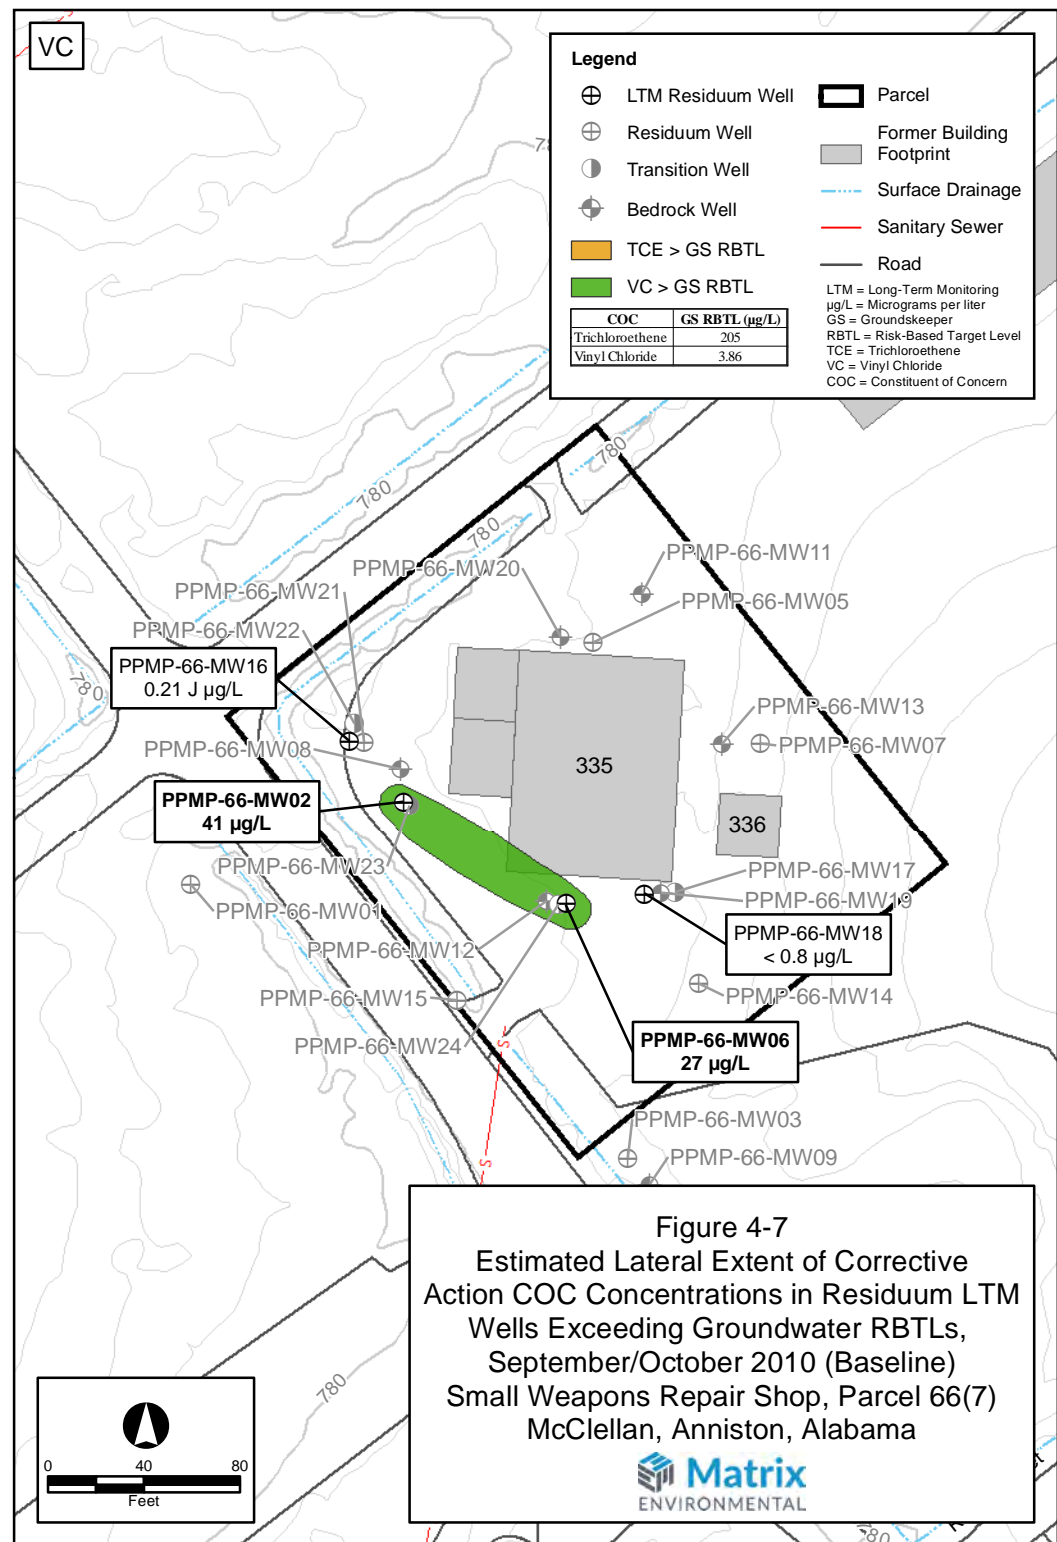 VC
Legend
LTM Residuum Well
Residuum Well
Transition Well
Bedrock Well
TCE > GS RBTL
VC > GS RBTL
Parcel
Former Building
Footprint
Surface Drainage
Sanitary Sewer
Road
COC GS RBTL (µg/L)
Trichloroethene 205
Vinyl Chloride 3.86
LTM = Long-Term Monitoring
µg/L = Micrograms per liter
GS = Groundskeeper
RBTL = Risk-Based Target Level
TCE = Trichloroethene
VC = Vinyl Chloride
COC = Constituent of Concern
780
780
780
PPMP-66-MW11
PPMP-66-MW20
PPMP-66-MW21
PPMP-66-MW05
PPMP-66-MW22
PPMP-66-MW16
0.21 J µg/L
780
PPMP-66-MW13
PPMP-66-MW08
PPMP-66-MW07
335
PPMP-66-MW02
41 µg/L
336
PPMP-66-MW23
PPMP-66-MW17
PPMP-66-MW19
PPMP-66-MW01
PPMP-66-MW18
< 0.8 µg/L
PPMP-66-MW12
PPMP-66-MW15
PPMP-66-MW14
PPMP-66-MW24
S
PPMP-66-MW06
27 µg/L
PPMP-66-MW03
S
PPMP-66-MW09
Figure 4-7
Estimated Lateral Extent of Corrective
Action COC Concentrations in Residuum LTM
Wells Exceeding Groundwater RBTLs,
September/October 2010 (Baseline)
Small Weapons Repair Shop, Parcel 66(7)
McClellan, Anniston, Alabama
Matrix
ENVIRONMENTAL
780
0 40 80
Feet
780